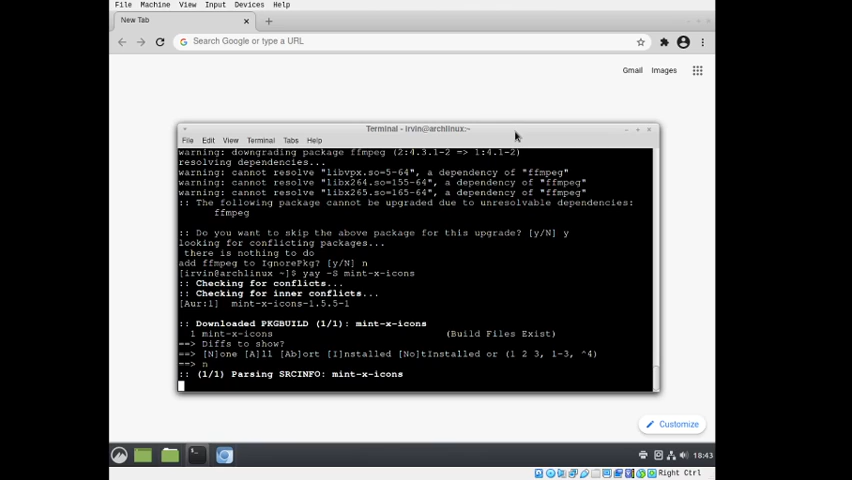 File Machine View Input Devices Help
New Tab
Search Google or type a URL
Gmail Images
Terminal - irvin@archlinux:~
File Edit View Terminal Tabs Help
warning: downgrading package ffmpeg (2:4.3.1-2 => 1:4.1-2)
resolving dependencies...
warning: cannot resolve "libvpx.so=5-64", a dependency of "ffmpeg"
warning: cannot resolve "libx264.so=155-64", a dependency of "ffmpeg"
warning: cannot resolve "libx265.so=165-64", a dependency of "ffmpeg"
:: The following package cannot be upgraded due to unresolvable dependencies:
ffmpeg
:: Do you want to skip the above package for this upgrade? [y/N] y
looking for conflicting packages...
there is nothing to do
add ffmpeg to IgnorePkg? [y/N] n
[irvin@archlinux ~]$ yay -S mint-x-icons
:: Checking for conflicts...
:: Checking for inner conflicts...
[Aur:1] mint-x-icons-1.5.5-1
:: Downloaded PKGBUILD (1/1): mint-x-icons
1 mint-x-icons (Build Files Exist)
==> Diffs to show?
==> [N]one [A]ll [Ab]ort [I]nstalled [No]tInstalled or (1 2 3, 1-3, ^4)
==> n
:: (1/1) Parsing SRCINFO: mint-x-icons
Customize
18:43
Right Ctrl